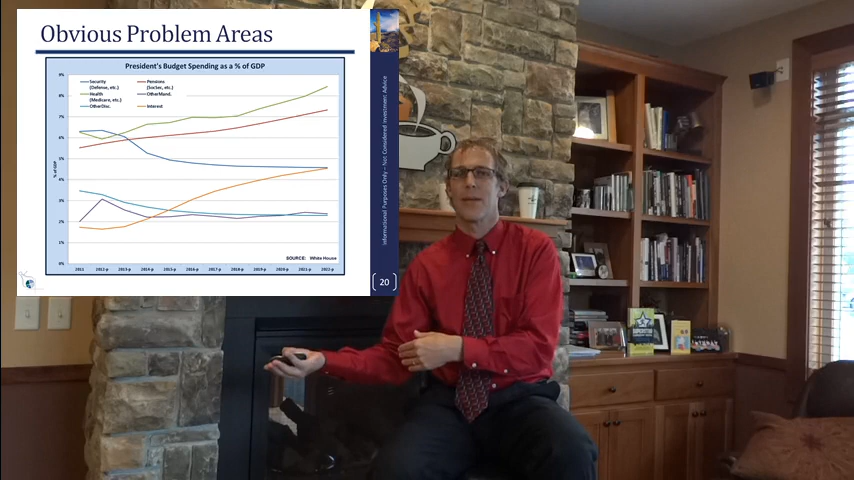 Obvious Problem Areas
President's Budget Spending as a % of GDP
9%
8%
7%
6%
5%
4%
3%
2%
1%
0%
% of GDP
Security
(Defense, etc.)
Pensions
(SocSec, etc.)
Health
(Medicare, etc.)
OtherMand.
OtherDisc.
Interest
SOURCE: White House
2011 2012-p 2013-p 2014-p 2015-p 2016-p 2017-p 2018-p 2019-p 2020-p 2021-p 2022-p
Informational Purposes Only – Not Considered Investment Advice
20